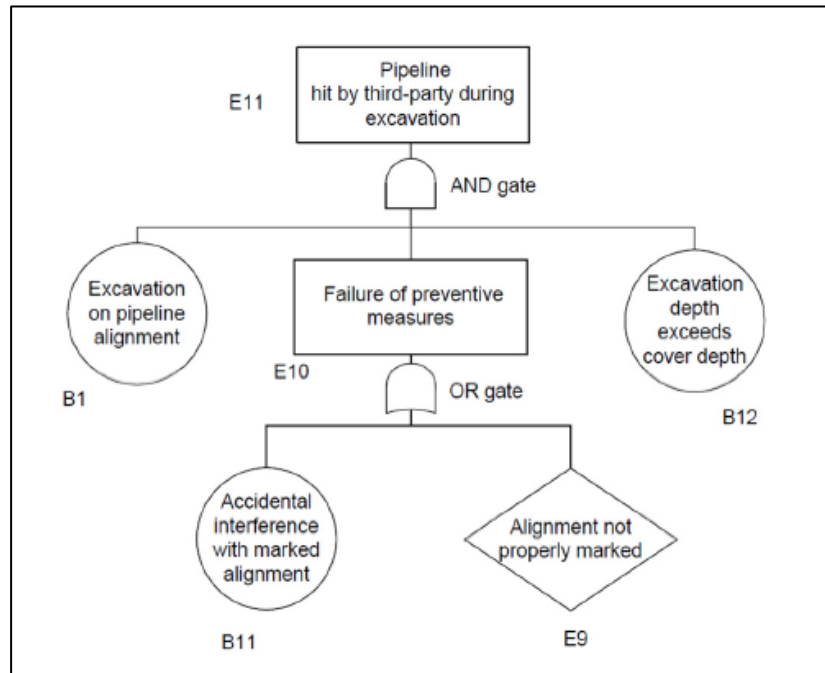 Pipeline
hit by third-party during
excavation
E11
AND gate
Excavation
on pipeline
alignment
B1
Failure of preventive
measures
E10
Excavation
depth
exceeds
cover depth
B12
OR gate
Accidental
interference
with marked
alignment
B11
Alignment not
properly marked
E9